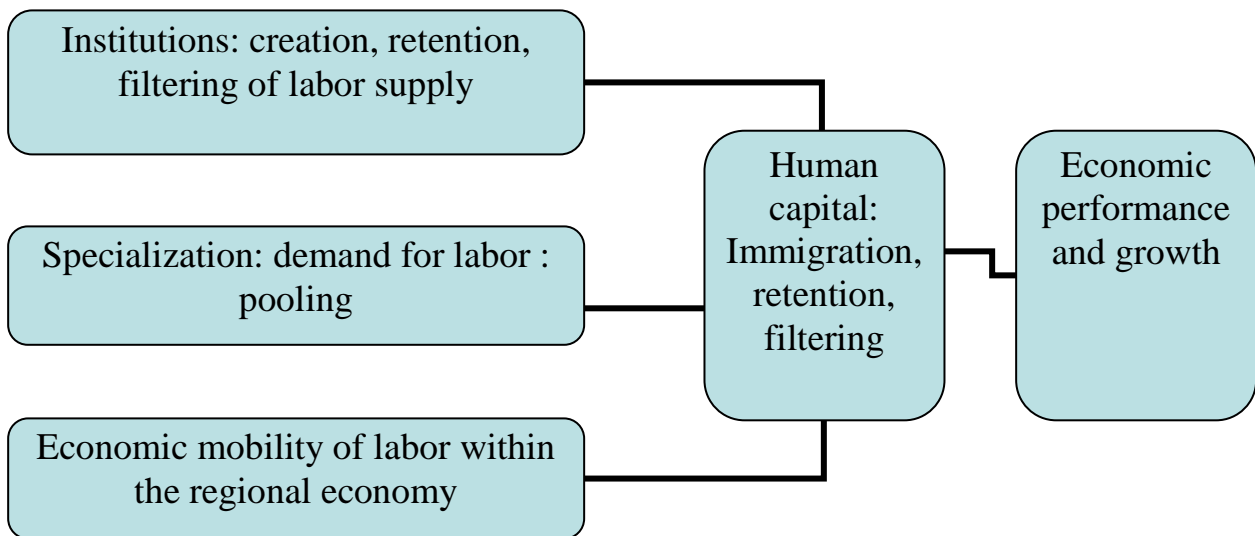 Institutions: creation, retention,
filtering of labor supply
Specialization: demand for labor :
pooling
Economic mobility of labor within
the regional economy
Human
capital:
Immigration,
retention,
filtering
Economic
performance
and growth